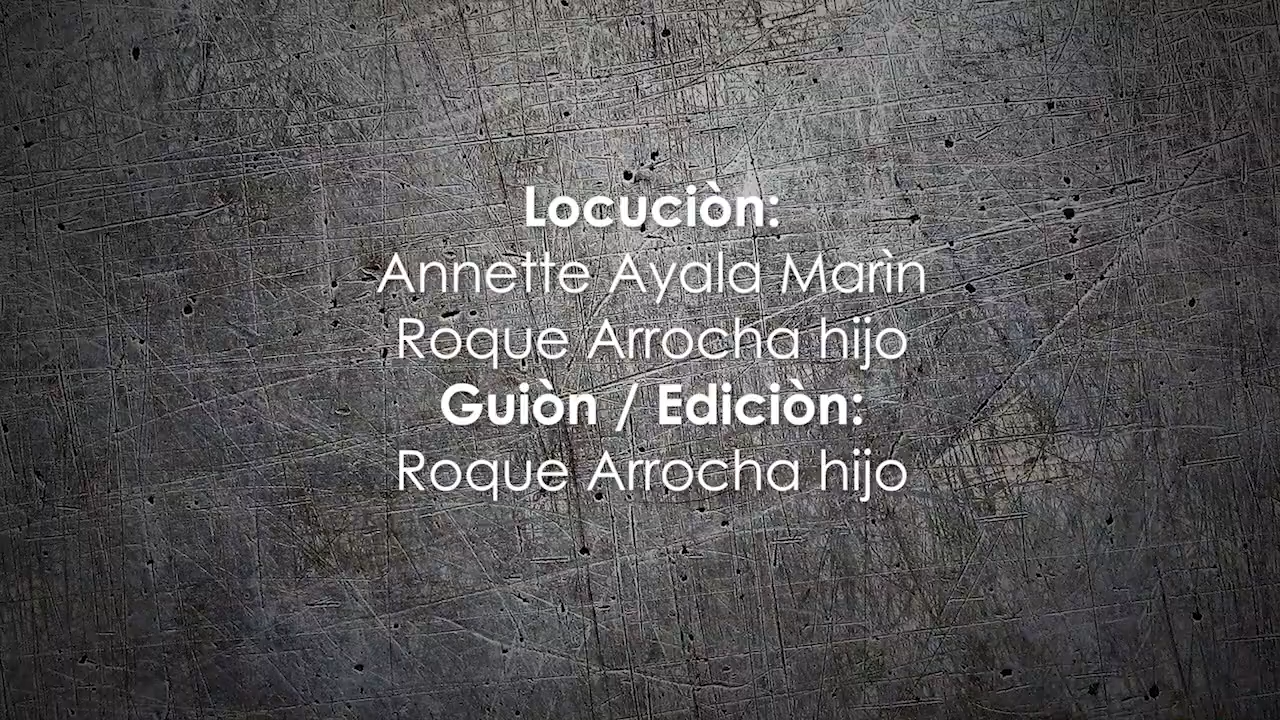 Locuciòn:
Annette Ayala Marìn
Roque Arrocha hijo
Guiòn / Ediciòn:
Roque Arrocha hijo